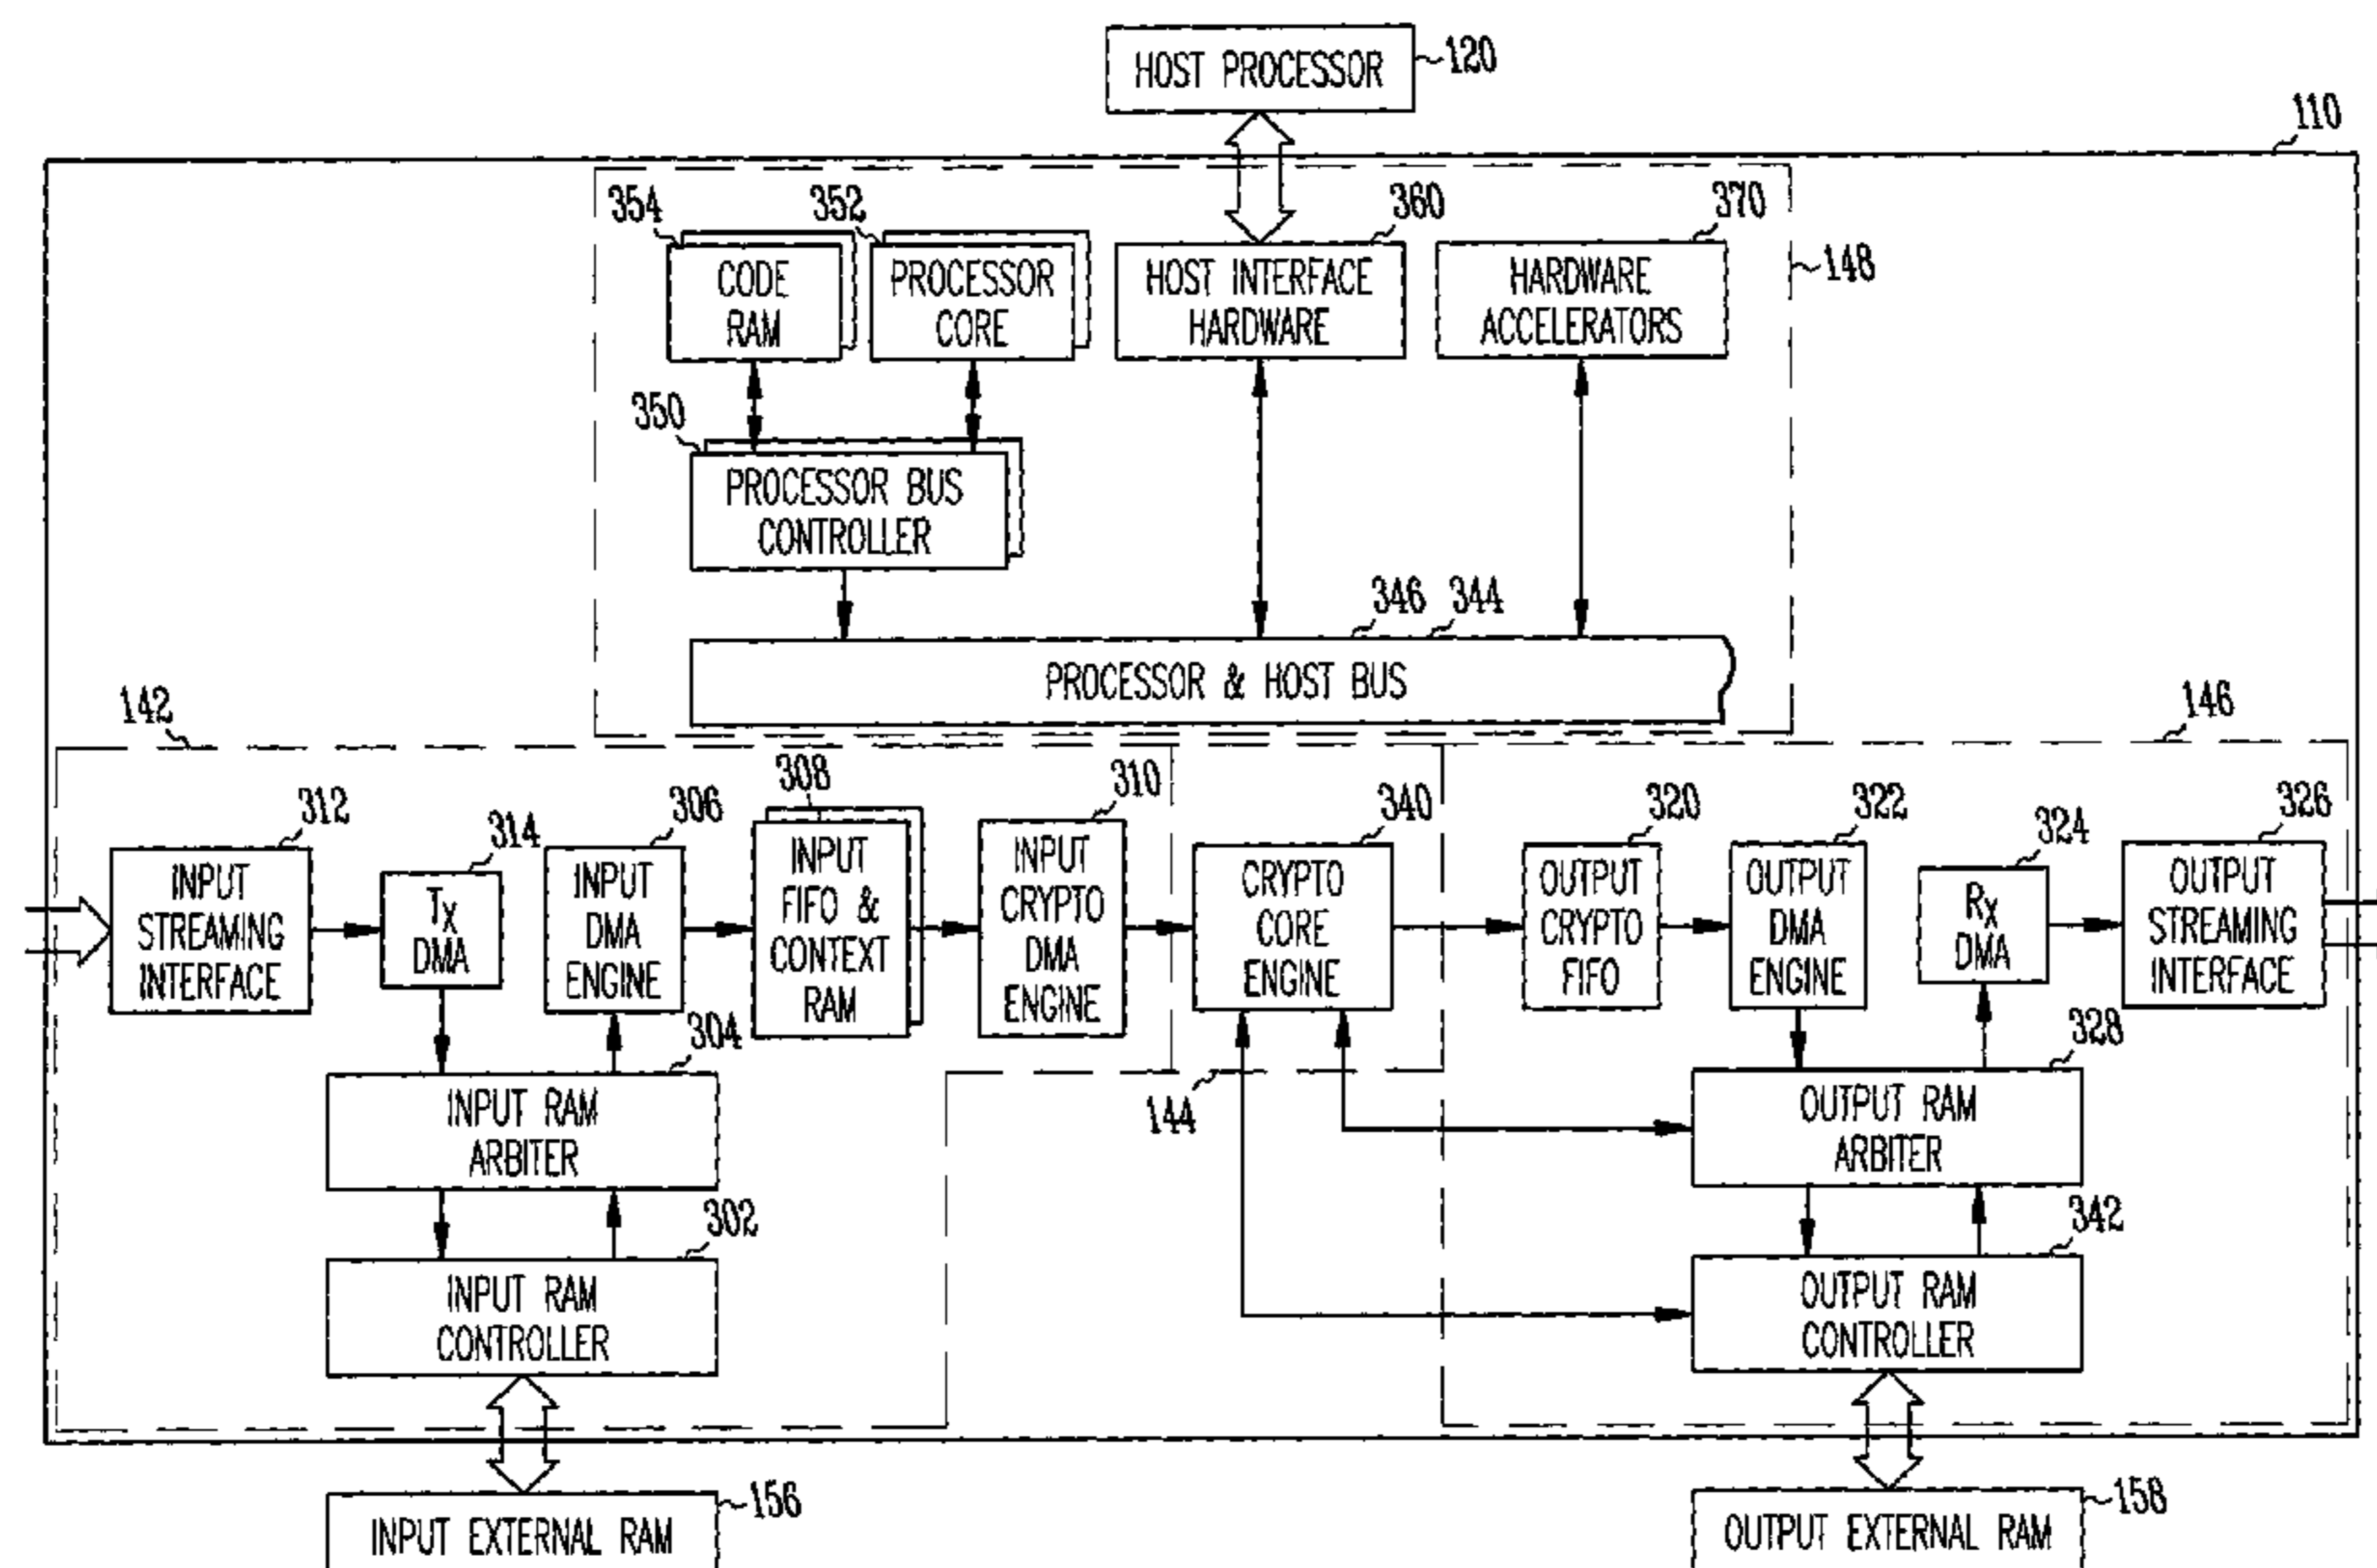 HOST PROCESSOR
120
110
354
352
360
370
CODE
RAM
PROCESSOR
CORE
HOST INTERFACE
HARDWARE
HARDWARE
ACCELERATORS
148
350
PROCESSOR BUS
CONTROLLER
346
344
PROCESSOR & HOST BUS
142
146
312
314
306
308
310
340
320
322
324
326
INPUT
STREAMING
INTERFACE
Tx
DMA
INPUT
DMA
ENGINE
INPUT
FIFO &
CONTEXT
RAM
INPUT
CRYPTO
DMA
ENGINE
CRYPTO
CORE
ENGINE
OUTPUT
CRYPTO
FIFO
OUTPUT
DMA
ENGINE
Rx
DMA
OUTPUT
STREAMING
INTERFACE
304
328
INPUT RAM
ARBITER
144
OUTPUT RAM
ARBITER
302
342
INPUT RAM
CONTROLLER
OUTPUT RAM
CONTROLLER
156
158
INPUT EXTERNAL RAM
OUTPUT EXTERNAL RAM